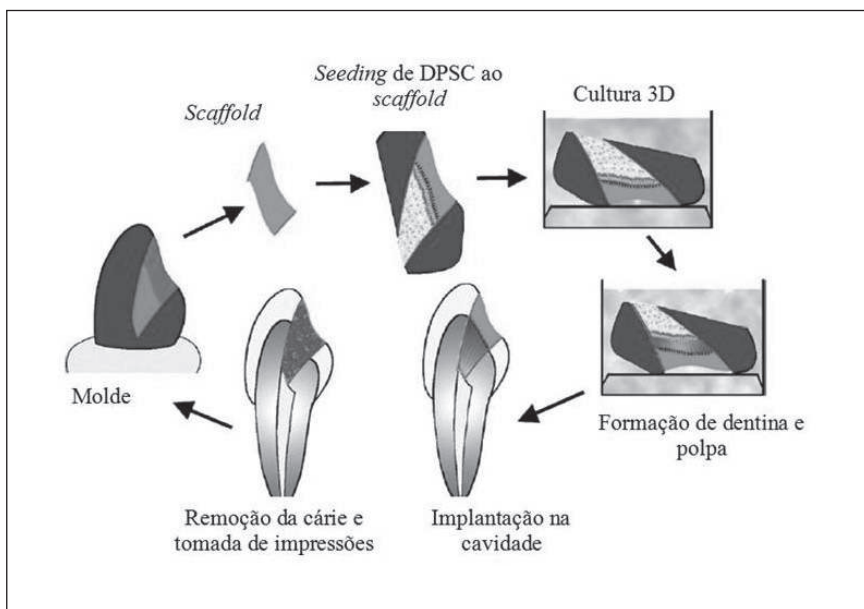 Seeding de DPSC ao
scaffold
Scaffold
Cultura 3D
Molde
Formação de dentina e
polpa
Remoção da cárie e
tomada de impressões
Implantação na
cavidade